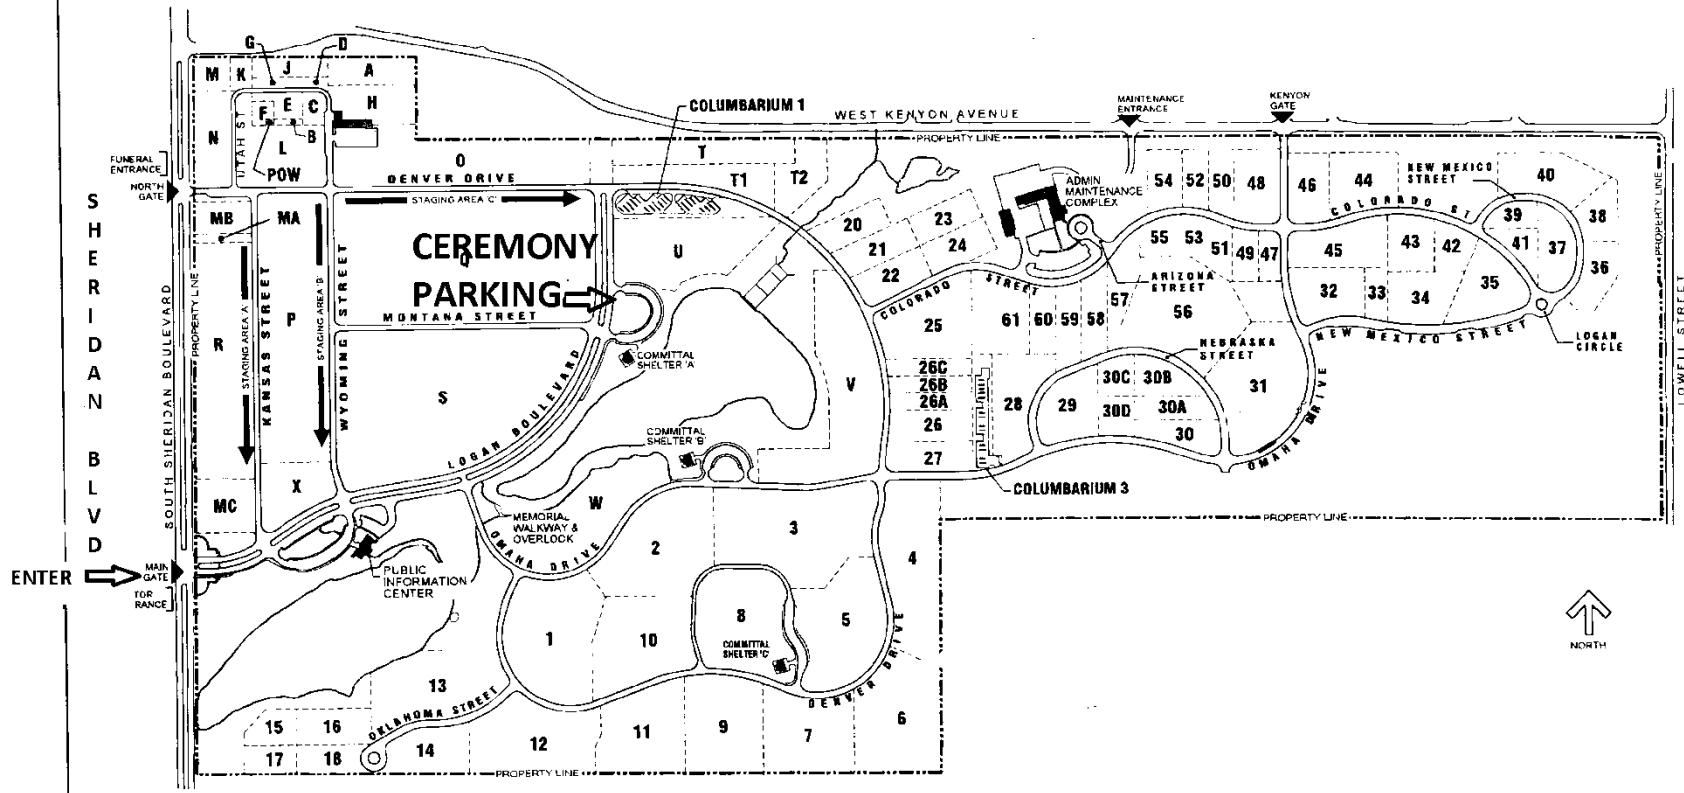 G
D
M
K
J
A
F
E
C
H
B
N
UTAH ST
L
POW
COLUMBARIUM 1
WEST KENYON AVENUE
PROPERTY LINE
MAINTENANCE
ENTRANCE
KENYON
GATE
FUNERAL
ENTRANCE
NORTH
GATE
O
DENVER DRIVE
T
T1
T2
STAGING AREA 'C'
ADMIN
MAINTENANCE
COMPLEX
54
52
50
48
46
44
NEW MEXICO
STREET
40
PROPERTY LINE
SHERIDAN BLVD
MB
MA
CEREMONY
PARKING
Q
U
20
21
22
23
24
COLORADO STREET
55
53
51
49
47
COLORADO ST
45
43
42
39
41
37
38
36
ARIZONA
STREET
SOUTH SHERIDAN BOULEVARD
PROPERTY LINE
R
STAGING AREA 'A'
KANSAS STREET
P
STAGING AREA 'B'
WYOMING STREET
MONTANA STREET
32
33
34
35
25
61
60
59
58
57
56
NEW MEXICO STREET
LOGAN
CIRCLE
LOWELL STREET
COMMITTAL
SHELTER 'A'
S
LOGAN BOULEVARD
V
26C
26B
26A
26
27
28
29
NEBRASKA
STREET
30C
30B
30D
30A
30
31
OMAHA DRIVE
COMMITTAL
SHELTER 'B'
COLUMBARIUM 3
PROPERTY LINE
MC
X
W
MEMORIAL
WALKWAY &
OVERLOOK
OMAHA DRIVE
2
3
4
ENTER
MAIN
GATE
TOR
RANCE
PUBLIC
INFORMATION
CENTER
1
10
8
COMMITTAL
SHELTER 'C'
5
DENVER DRIVE
NORTH
13
OKLAHOMA STREET
15
16
17
18
14
12
11
9
7
6
PROPERTY LINE